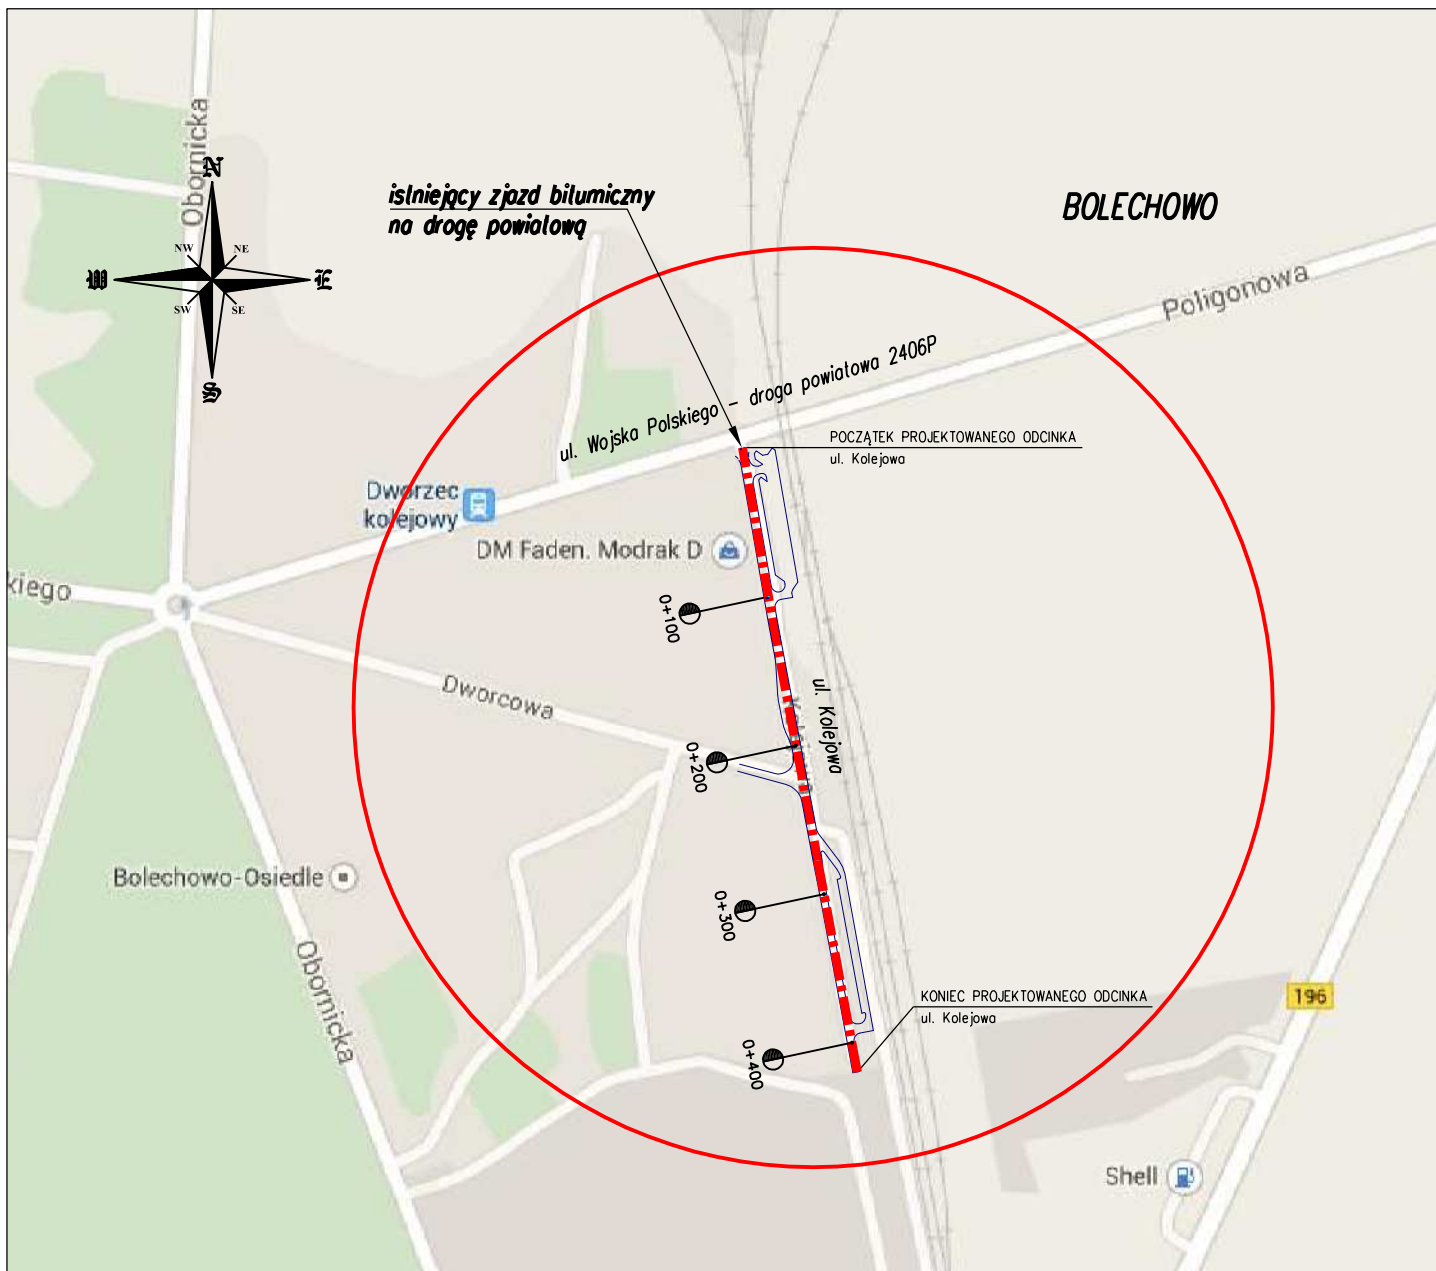 Obornicka
N
NW
NE
W
E
SW
SE
S
istniejący zjazd bitumiczny
na drogę powiatową
BOLECHOWO
Poligonowa
ul. Wojska Polskiego - droga powiatowa 2406P
POCZĄTEK PROJEKTOWANEGO ODCINKA
ul. Kolejowa
Dworzec
kolejowy
DM Faden. Modrak D
kiego
0+100
Dworcowa
ul. Kolejowa
0+200
Bolechowo-Osiedle
0+300
Obornicka
KONIEC PROJEKTOWANEGO ODCINKA
ul. Kolejowa
196
0+400
Shell